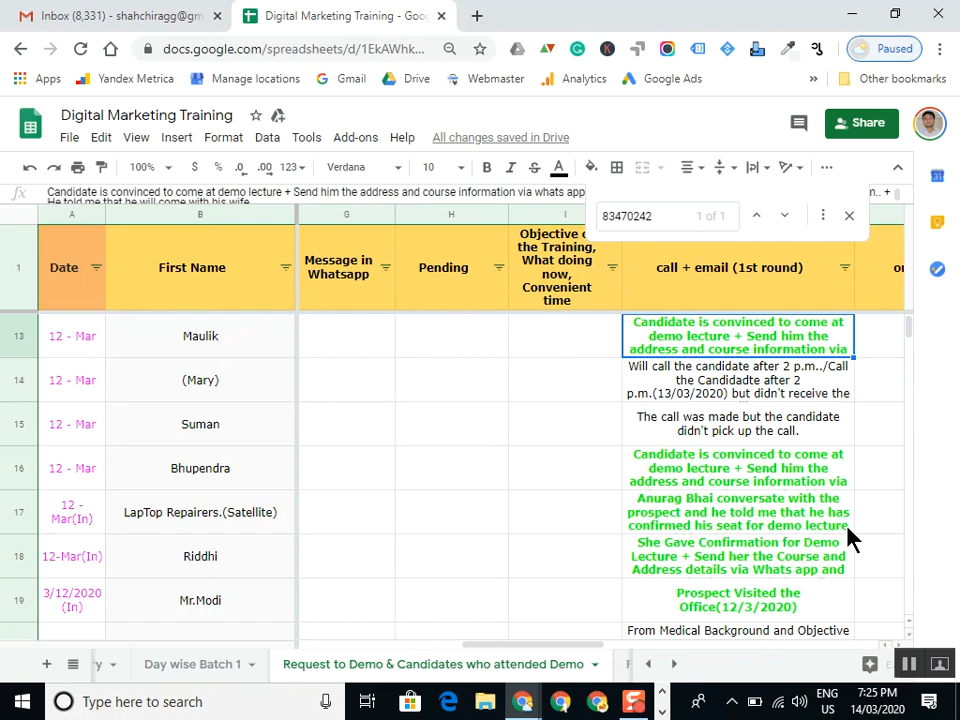 Inbox (8,331) - shahchiragg@gm
Digital Marketing Training - Goo
docs.google.com/spreadsheets/d/1EkAWhk...
Paused
Apps
Yandex Metrica
Manage locations
Gmail
Drive
Webmaster
Analytics
Google Ads
»
Other bookmarks
Digital Marketing Training
File Edit View Insert Format Data Tools Add-ons Help All changes saved in Drive
Share
100% $ % .0 .00 123 Verdana 10 B I S A
fx
Candidate is convinced to come at demo lecture + Send him the address and course information via whats app
m.. +
He told me that he will come with his wife
83470242 1 of 1
A B G H I
1
Date
First Name
Message in
Whatsapp
Pending
Objective
the Training,
What doing
now,
Convenient
time
call + email (1st round)
13
12 - Mar
Maulik
Candidate is convinced to come at
demo lecture + Send him the
address and course information via
14
12 - Mar
(Mary)
Will call the candidate after 2 p.m../Call
the Candidadte after 2
p.m.(13/03/2020) but didn't receive the
15
12 - Mar
Suman
The call was made but the candidate
didn't pick up the call.
16
12 - Mar
Bhupendra
Candidate is convinced to come at
demo lecture + Send him the
address and course information via
17
12 -
Mar(In)
LapTop Repairers.(Satellite)
Anurag Bhai conversate with the
prospect and he told me that he has
confirmed his seat for demo lecture
18
12-Mar(In)
Riddhi
She Gave Confirmation for Demo
Lecture + Send her the Course and
Address details via Whats app and
19
3/12/2020
(In)
Mr.Modi
Prospect Visited the
Office(12/3/2020)
From Medical Background and Objective
ry
Day wise Batch 1
Request to Demo & Candidates who attended Demo
Type here to search
ENG
US
7:25 PM
14/03/2020